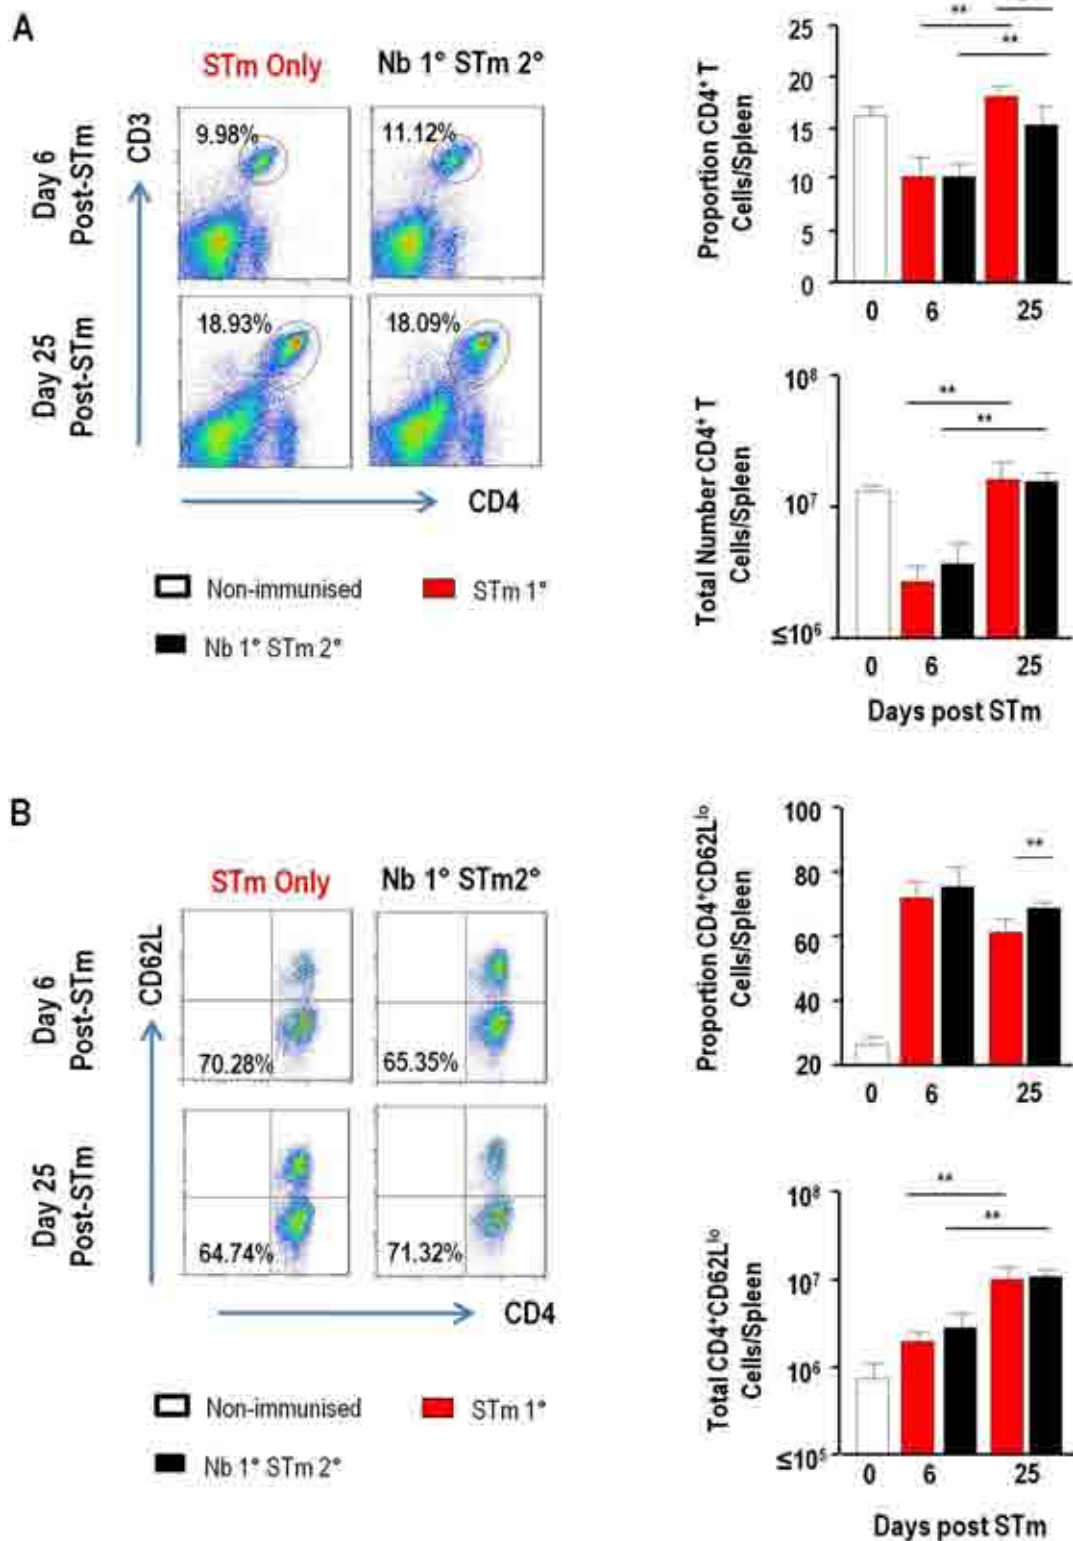 A
STm Only
Nb 1° STm 2°
Day 6
Post-STm
CD3
9.98%
11.12%
Day 25
Post-STm
18.93%
18.09%
CD4
Non-immunised
STm 1°
Nb 1° STm 2°
Proportion CD4⁺ T
Cells/Spleen
25
20
15
10
5
0
**
**
0 6 25
Total Number CD4⁺ T
Cells/Spleen
10⁸
10⁷
≤10⁶
**
**
0 6 25
Days post STm
B
STm Only
Nb 1° STm2°
Day 6
Post-STm
CD62L
70.28%
65.35%
Day 25
Post-STm
64.74%
71.32%
CD4
Non-immunised
STm 1°
Nb 1° STm 2°
Proportion CD4⁺CD62Lˡᵒ
Cells/Spleen
100
80
60
40
20
**
0 6 25
Total CD4⁺CD62Lˡᵒ
Cells/Spleen
10⁸
10⁷
10⁶
≤10⁵
**
**
0 6 25
Days post STm